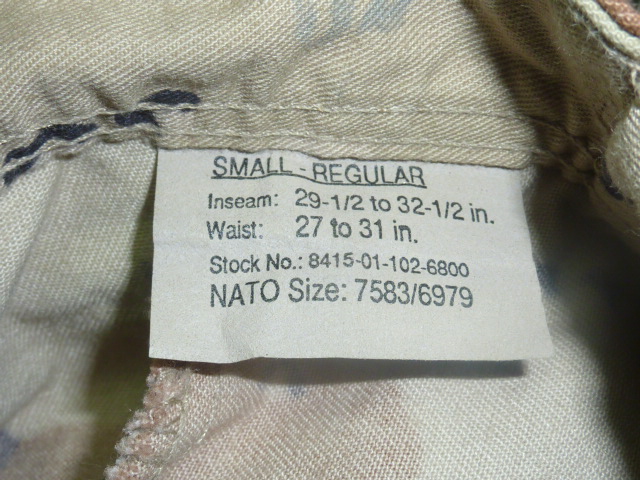 SMALL - REGULAR
Inseam: 29-1/2 to 32-1/2 in.
Waist: 27 to 31 in.
Stock No.: 8415-01-102-6800
NATO Size: 7583/6979